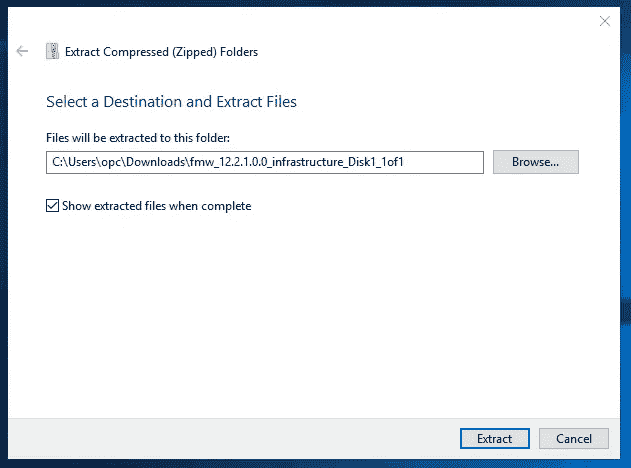 Extract Compressed (Zipped) Folders
Select a Destination and Extract Files
Files will be extracted to this folder:
C:\Users\opc\Downloads\fmw_12.2.1.0.0_infrastructure_Disk1_1of1
Browse...
Show extracted files when complete
Extract
Cancel